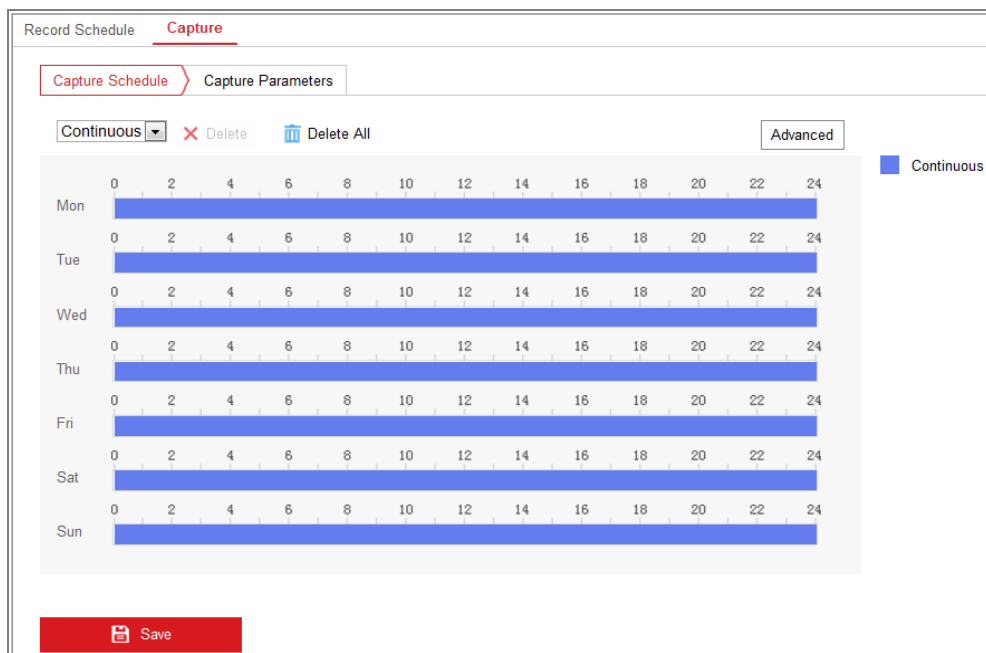 Record Schedule Capture
Capture Schedule Capture Parameters
Continuous Delete Delete All Advanced
Continuous
0 2 4 6 8 10 12 14 16 18 20 22 24
Mon
0 2 4 6 8 10 12 14 16 18 20 22 24
Tue
0 2 4 6 8 10 12 14 16 18 20 22 24
Wed
0 2 4 6 8 10 12 14 16 18 20 22 24
Thu
0 2 4 6 8 10 12 14 16 18 20 22 24
Fri
0 2 4 6 8 10 12 14 16 18 20 22 24
Sat
0 2 4 6 8 10 12 14 16 18 20 22 24
Sun
Save